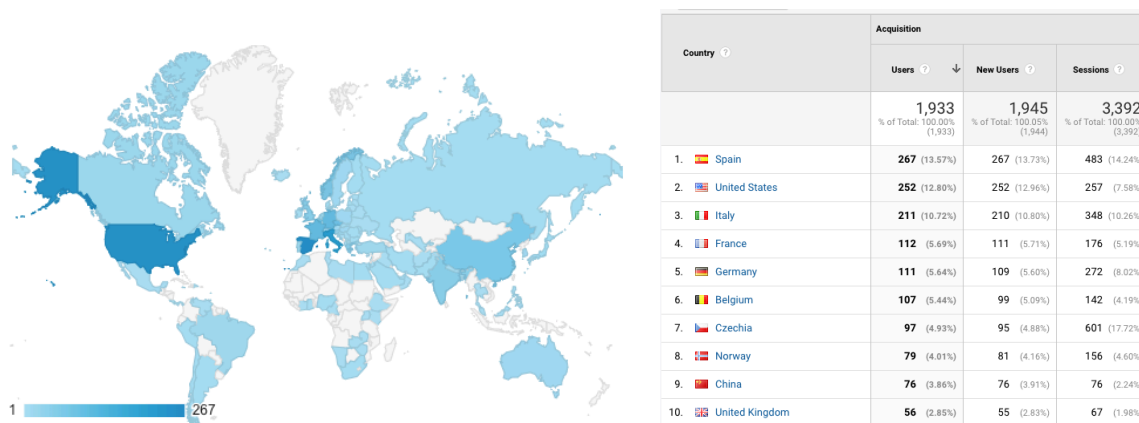 1
267
Country
Acquisition
Users
New Users
Sessions
1,933
% of Total: 100.00%
(1,933)
1,945
% of Total: 100.05%
(1,944)
3,392
% of Total: 100.00%
(3,392
1. Spain 267 (13.57%) 267 (13.73%) 483 (14.24%
2. United States 252 (12.80%) 252 (12.96%) 257 (7.58%
3. Italy 211 (10.72%) 210 (10.80%) 348 (10.26%
4. France 112 (5.69%) 111 (5.71%) 176 (5.19%
5. Germany 111 (5.64%) 109 (5.60%) 272 (8.02%
6. Belgium 107 (5.44%) 99 (5.09%) 142 (4.19%
7. Czechia 97 (4.93%) 95 (4.88%) 601 (17.72%
8. Norway 79 (4.01%) 81 (4.16%) 156 (4.60%
9. China 76 (3.86%) 76 (3.91%) 76 (2.24%
10. United Kingdom 56 (2.85%) 55 (2.83%) 67 (1.98%